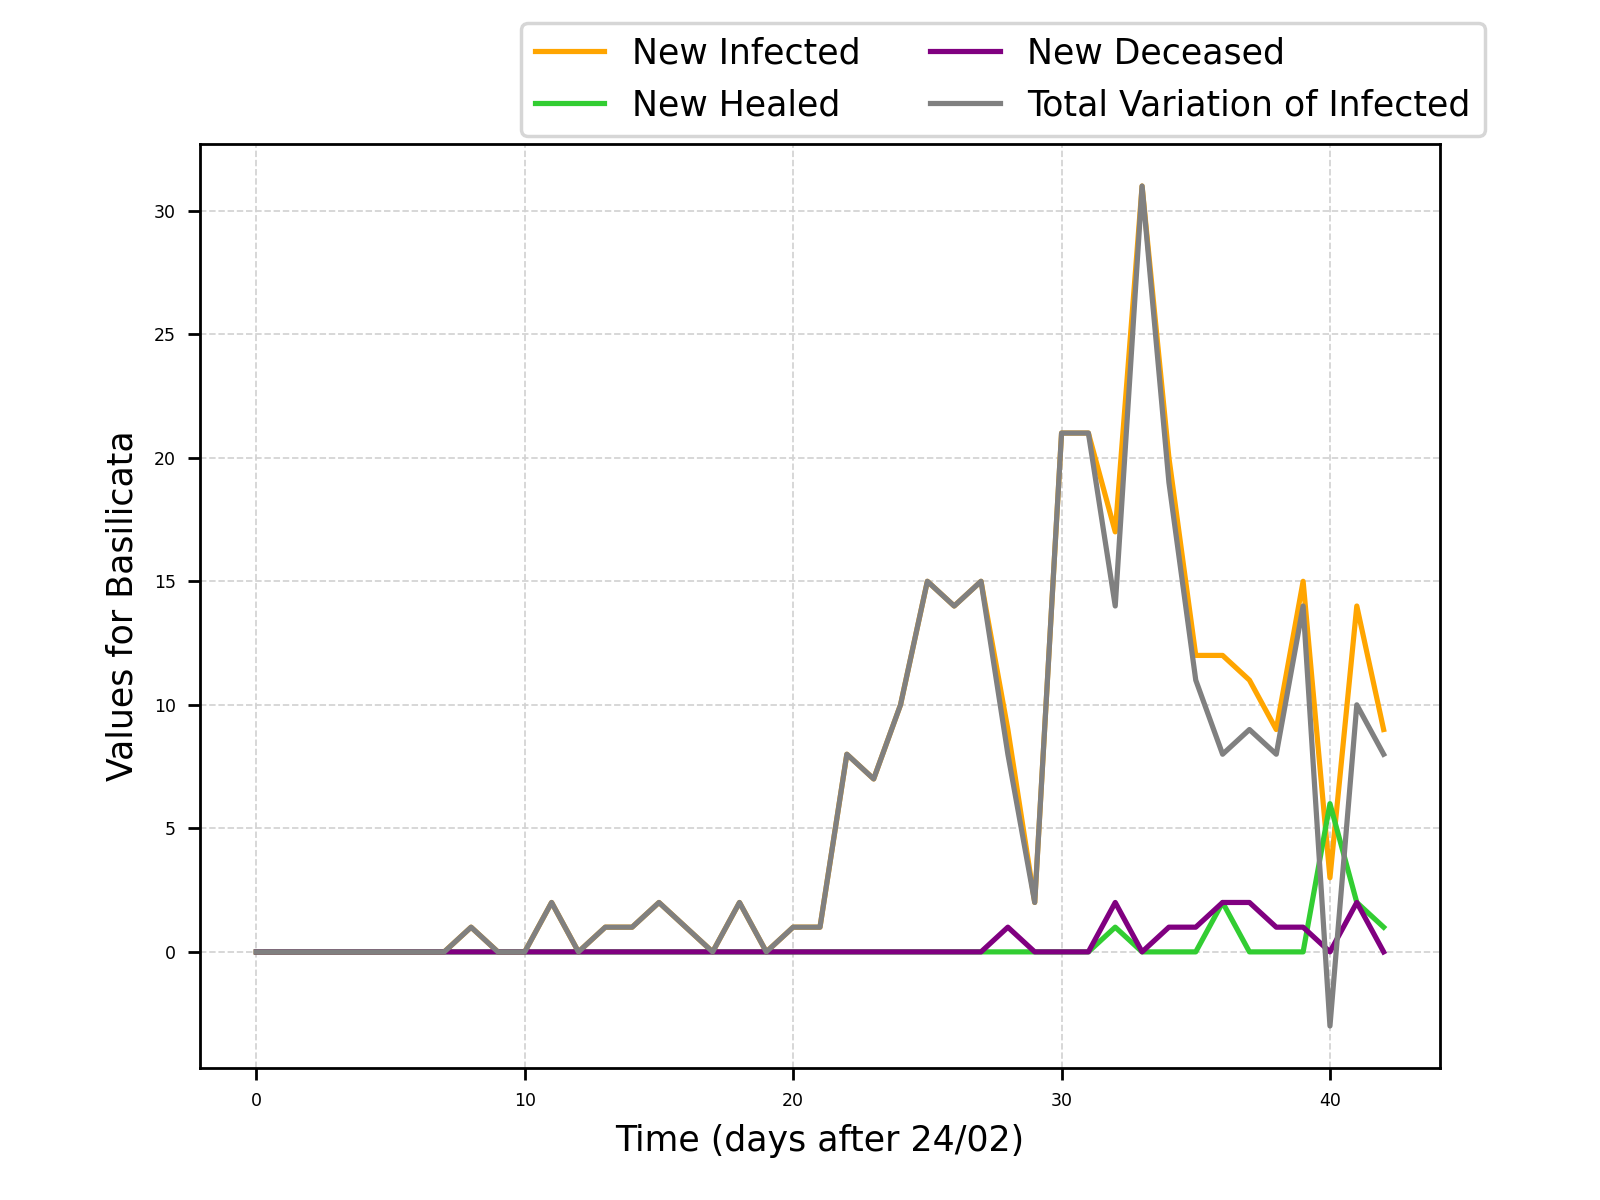 New Infected
New Healed
New Deceased
Total Variation of Infected
Values for Basilicata
30
25
20
15
10
5
0
0 10 20 30 40
Time (days after 24/02)